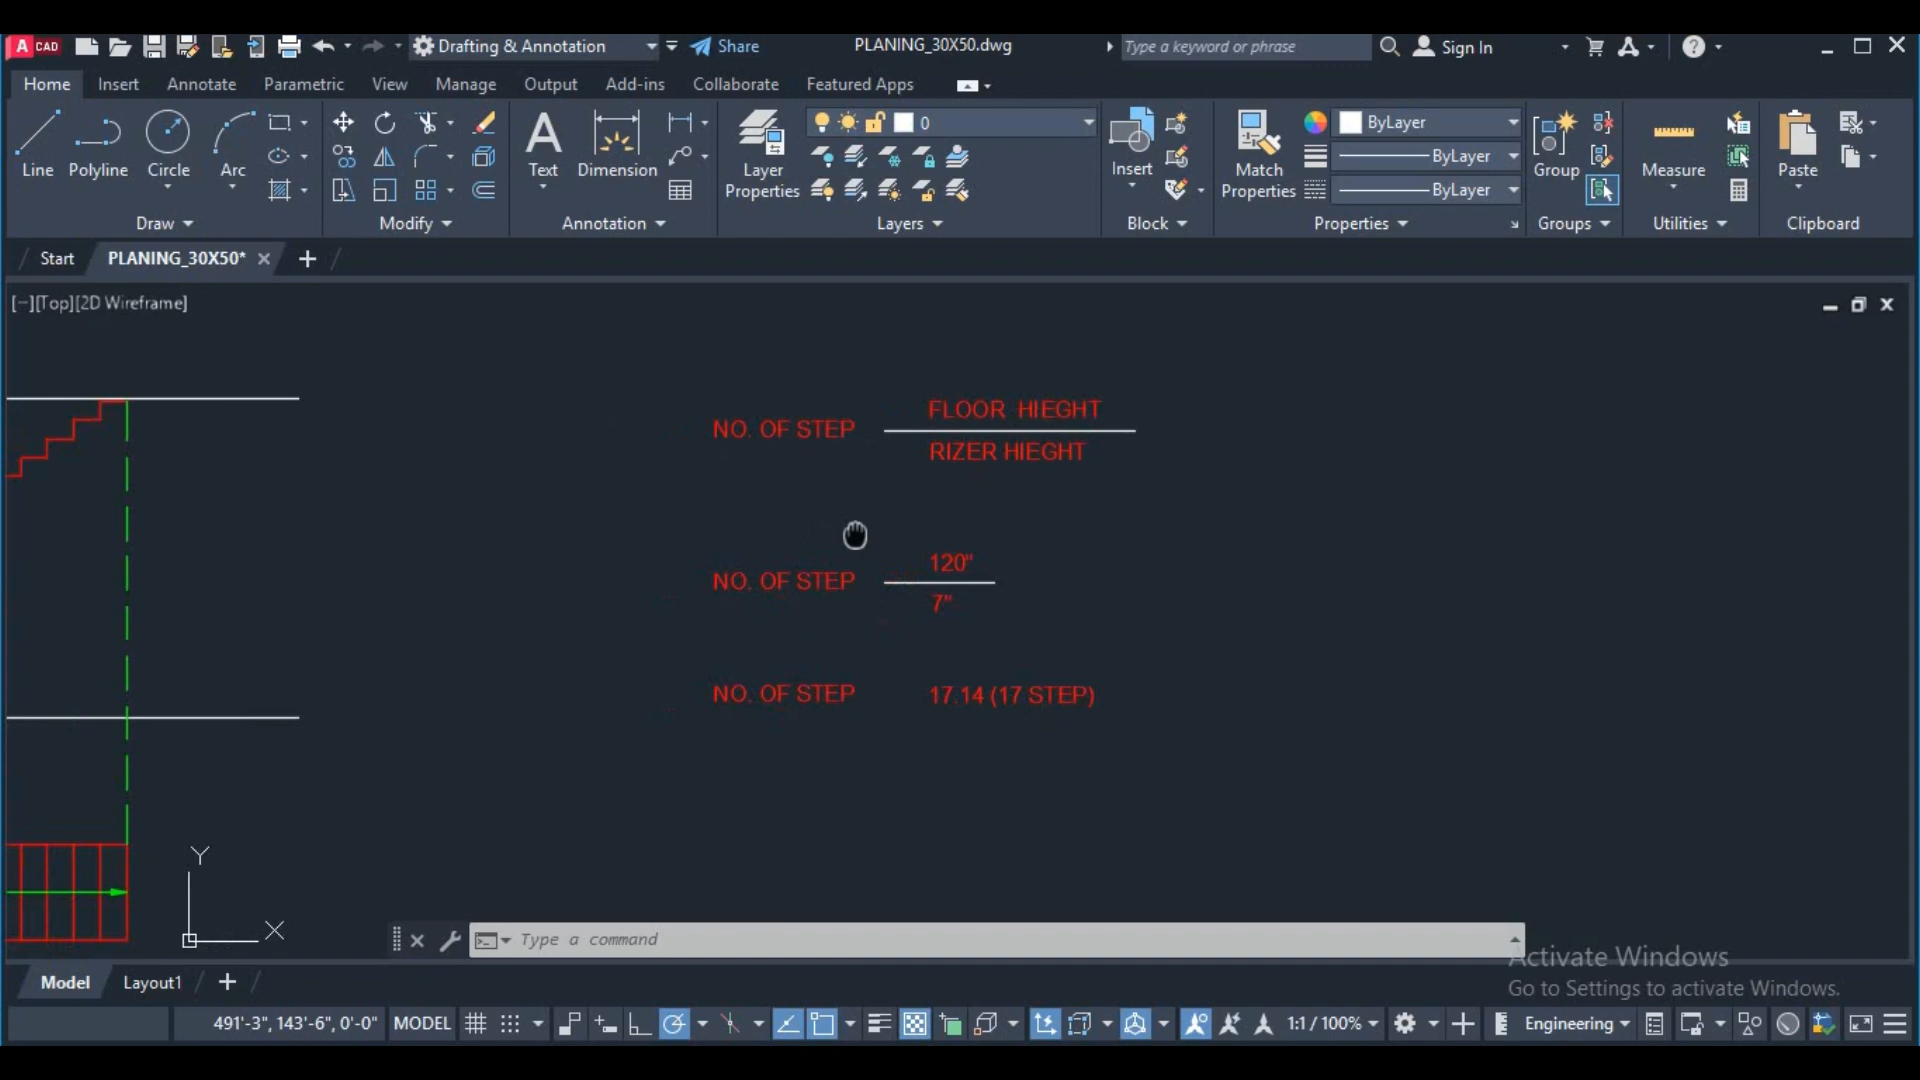 A CAD
Drafting & Annotation
Share
PLANING_30X50.dwg
Type a keyword or phrase
Sign In
Home Insert Annotate Parametric View Manage Output Add-ins Collaborate Featured Apps
Line Polyline Circle Arc
Text Dimension
Layer Properties
0
Insert
Match Properties
ByLayer
ByLayer
ByLayer
Group
Measure
Paste
Draw Modify Annotation Layers Block Properties Groups Utilities Clipboard
Start PLANING_30X50*
[−][Top][2D Wireframe]
FLOOR HIEGHT
NO. OF STEP
RIZER HIEGHT
120"
NO. OF STEP
7"
NO. OF STEP 17.14 (17 STEP)
Y
X
Type a command
Activate Windows
Go to Settings to activate Windows.
Model Layout1
491'-3", 143'-6", 0'-0" MODEL 1:1 / 100% Engineering